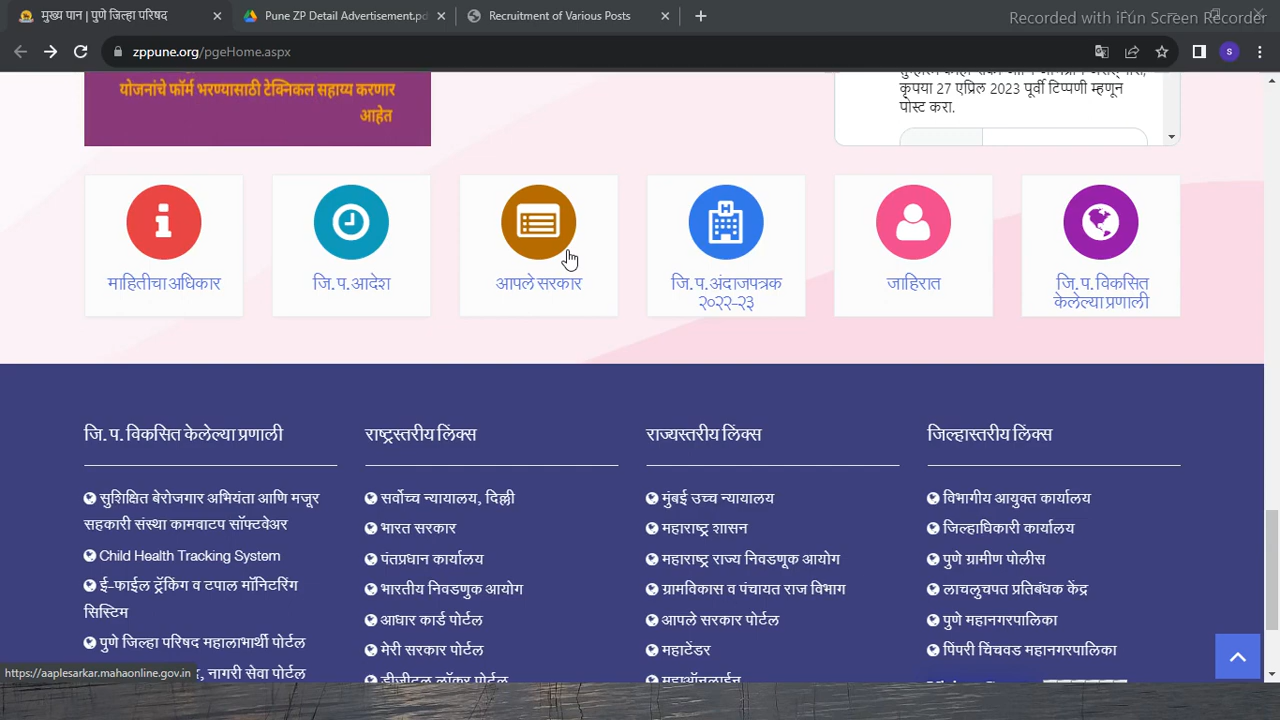 मुख्य पान | पुणे जिल्हा परिषद
Pune ZP Detail Advertisement.pd
Recruitment of Various Posts
Recorded with iFun Screen Recorder
zppune.org/pgeHome.aspx
S
योजनांचे फॉर्म भरण्यासाठी टेक्निकल सहाय्य करणार
आहेत
कृपया 27 एप्रिल 2023 पूर्वी टिप्पणी म्हणून
पोस्ट करा.
माहितीचा अधिकार
जि. प. आदेश
आपले सरकार
जि. प. अंदाजपत्रक
२०२२-२३
जाहिरात
जि. प. विकसित
केलेल्या प्रणाली
जि. प. विकसित केलेल्या प्रणाली
सुशिक्षित बेरोजगार अभियंता आणि मजूर
सहकारी संस्था कामवाटप सॉफ्टवेअर
Child Health Tracking System
ई-फाईल ट्रॅकिंग व टपाल मॉनिटरिंग
सिस्टिम
पुणे जिल्हा परिषद महालाभार्थी पोर्टल
, नागरी सेवा पोर्टल
राष्ट्रस्तरीय लिंक्स
सर्वोच्च न्यायालय, दिल्ली
भारत सरकार
पंतप्रधान कार्यालय
भारतीय निवडणुक आयोग
आधार कार्ड पोर्टल
मेरी सरकार पोर्टल
डीजीटल लॉकर पोर्टल
राज्यस्तरीय लिंक्स
मुंबई उच्च न्यायालय
महाराष्ट्र शासन
महाराष्ट्र राज्य निवडणूक आयोग
ग्रामविकास व पंचायत राज विभाग
आपले सरकार पोर्टल
महाटेंडर
महाऑनलाईन
जिल्हास्तरीय लिंक्स
विभागीय आयुक्त कार्यालय
जिल्हाधिकारी कार्यालय
पुणे ग्रामीण पोलीस
लाचलुचपत प्रतिबंधक केंद्र
पुणे महानगरपालिका
पिंपरी चिंचवड महानगरपालिका
https://aaplesarkar.mahaonline.gov.in